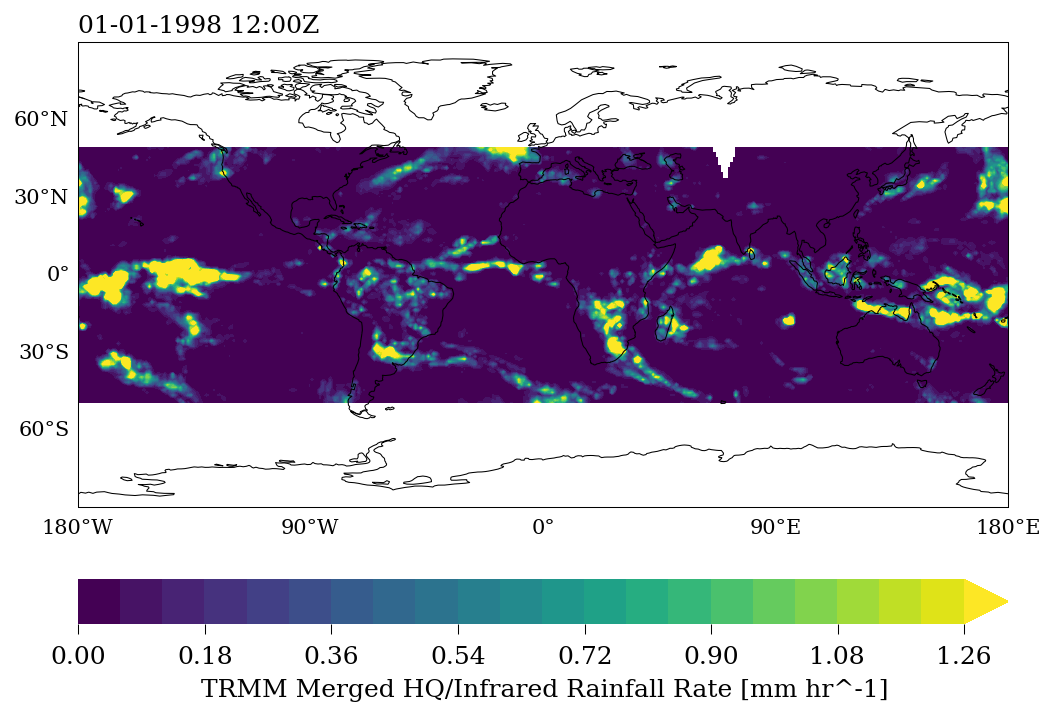 01-01-1998 12:00Z
60°N
30°N
0°
30°S
60°S
180°W 90°W 0° 90°E 180°E
0.00 0.18 0.36 0.54 0.72 0.90 1.08 1.26
TRMM Merged HQ/Infrared Rainfall Rate [mm hr^-1]